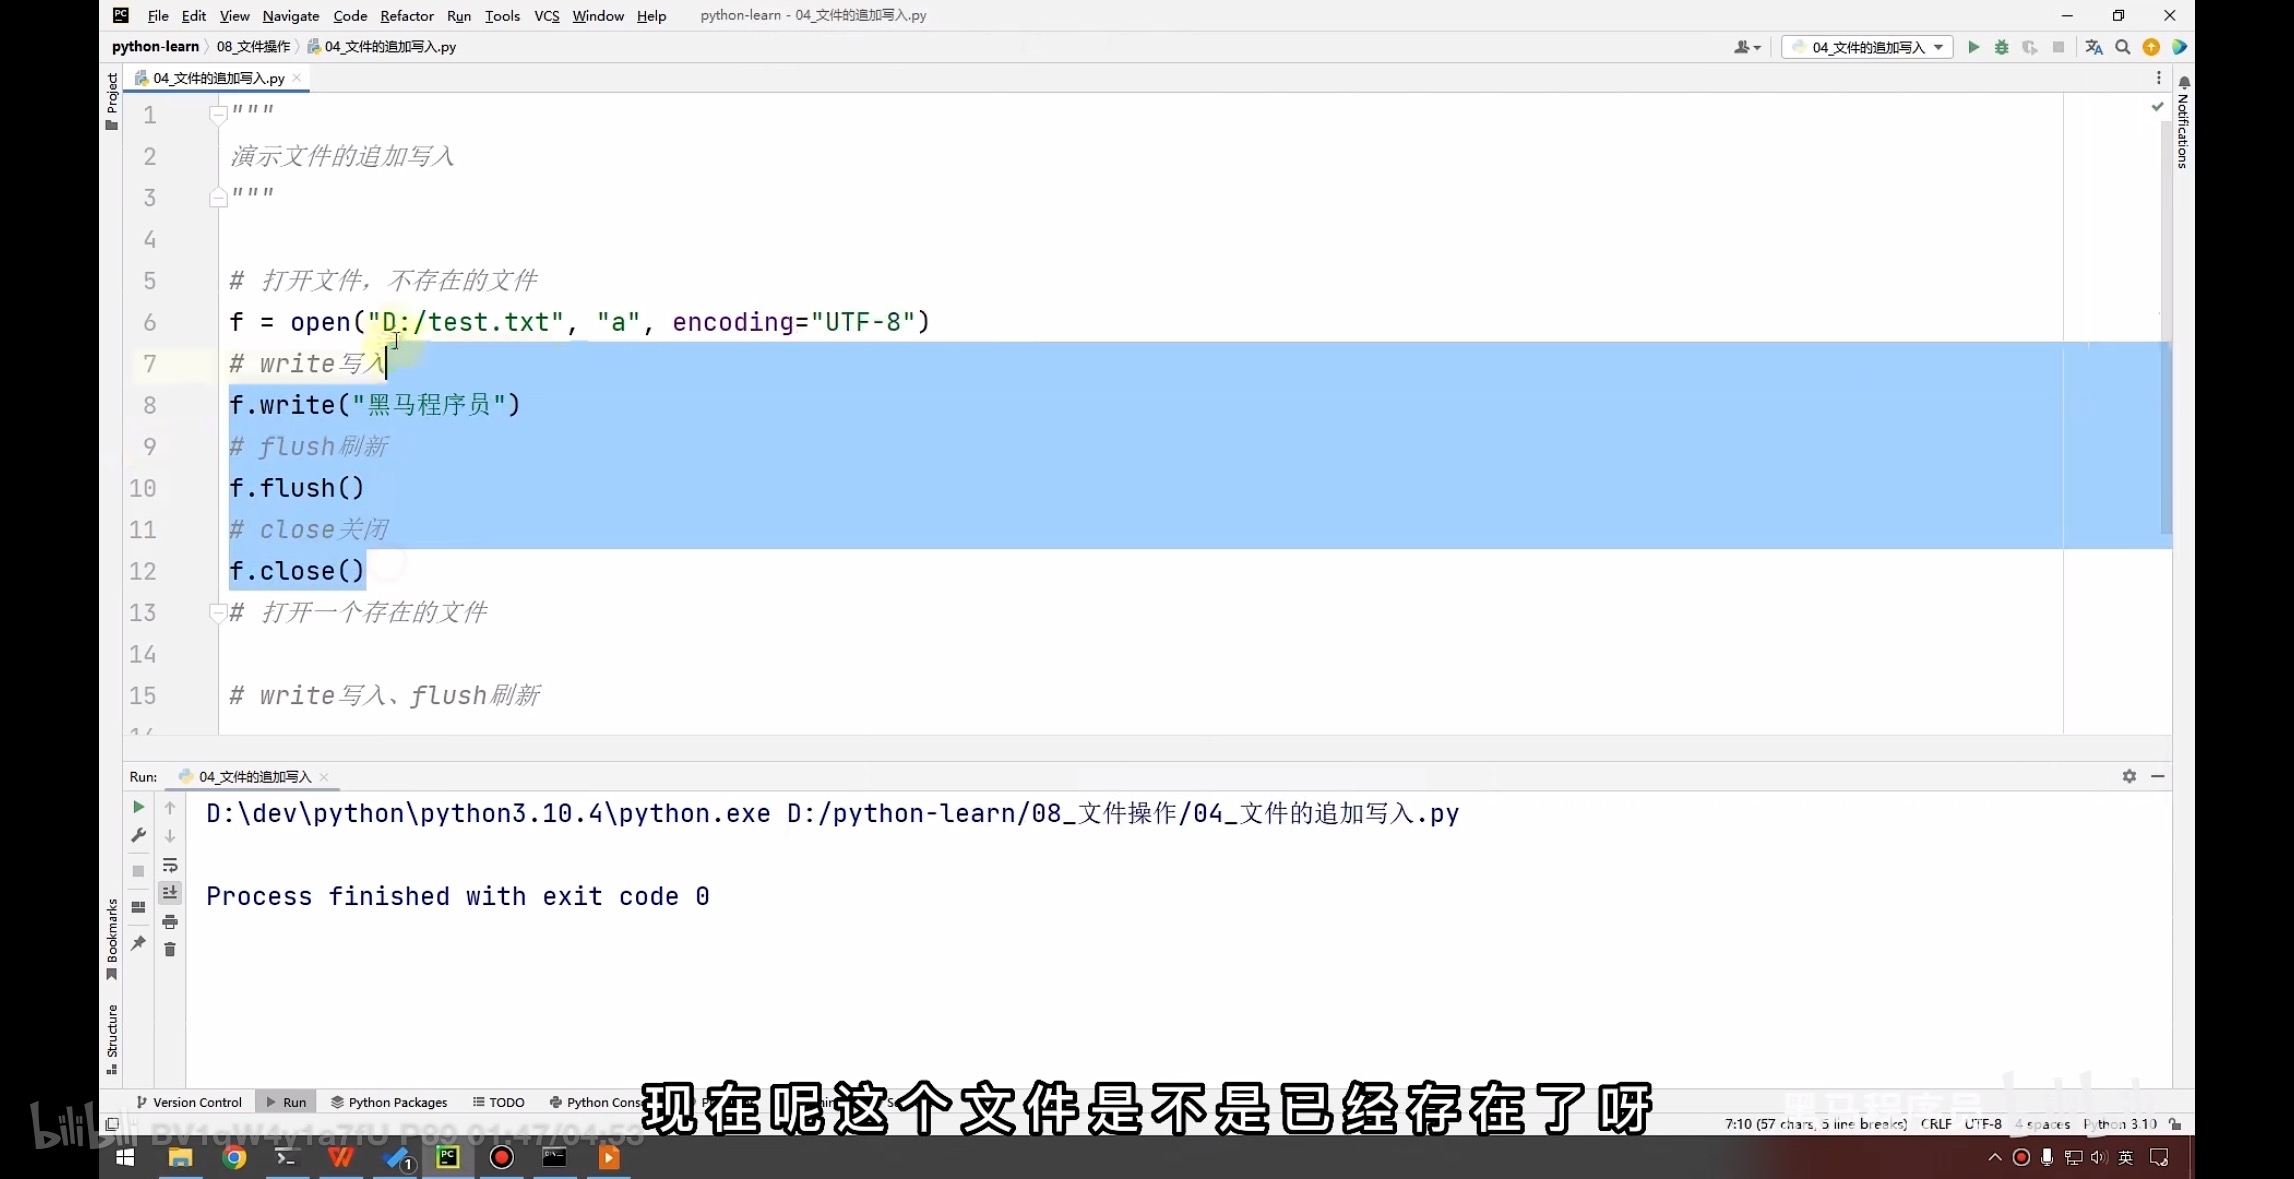 File Edit View Navigate Code Refactor Run Tools VCS Window Help python-learn - 04_文件的追加写入.py
python-learn 08_文件操作 04_文件的追加写入.py
04_文件的追加写入
Project
04_文件的追加写入.py
Notifications
1 """
2 演示文件的追加写入
3 """
4
5 # 打开文件，不存在的文件
6 f = open("D:/test.txt", "a", encoding="UTF-8")
7 # write写入
8 f.write("黑马程序员")
9 # flush刷新
10 f.flush()
11 # close关闭
12 f.close()
13 # 打开一个存在的文件
14
15 # write写入、flush刷新
Run: 04_文件的追加写入
D:\dev\python\python3.10.4\python.exe D:/python-learn/08_文件操作/04_文件的追加写入.py
Process finished with exit code 0
Bookmarks
Structure
Version Control Run Python Packages TODO Python Cons
现在呢这个文件是不是已经存在了呀
黑马程序员
bilibili BV1qW4y1a7fU P89 01:47/04:53
7:10 (57 chars, 5 line breaks) CRLF UTF-8 4 spaces Python 3.10
英